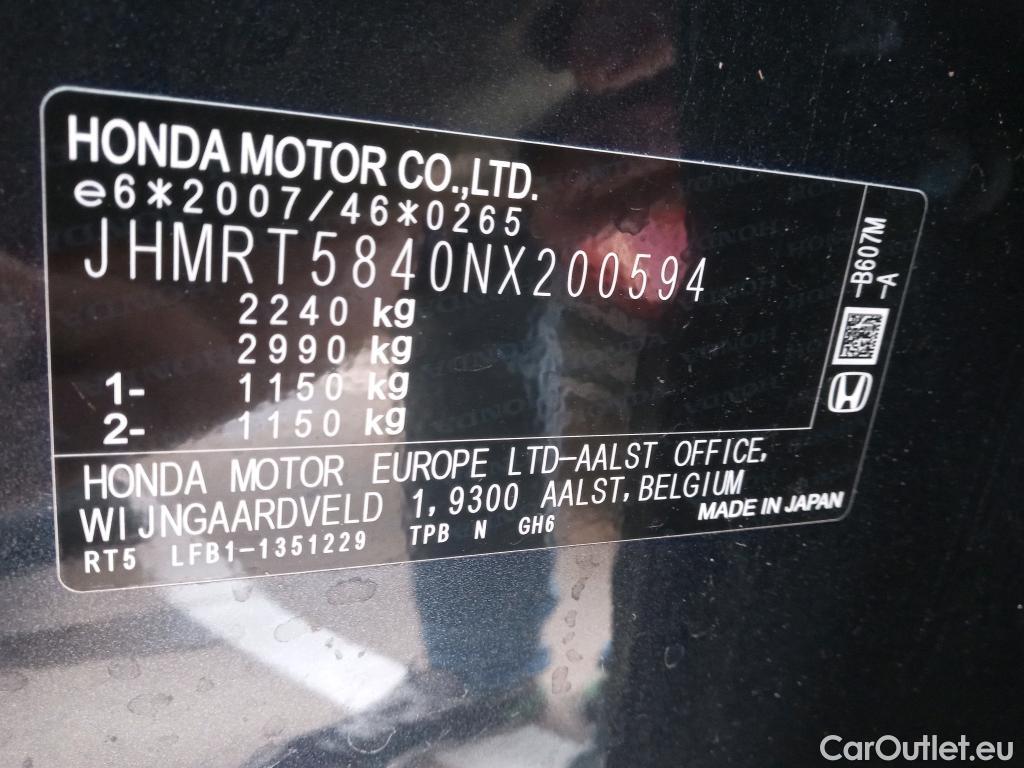 HONDA MOTOR CO.,LTD.
e6*2007/46*0265
JHMRT5840NX200594
2240 kg
2990 kg
1- 1150 kg
2- 1150 kg
-B607M
-A
HONDA MOTOR EUROPE LTD-AALST OFFICE,
WIJNGAARDVELD 1, 9300 AALST, BELGIUM
MADE IN JAPAN
RT5 LFB1-1351229 TPB N GH6
CarOutlet.eu